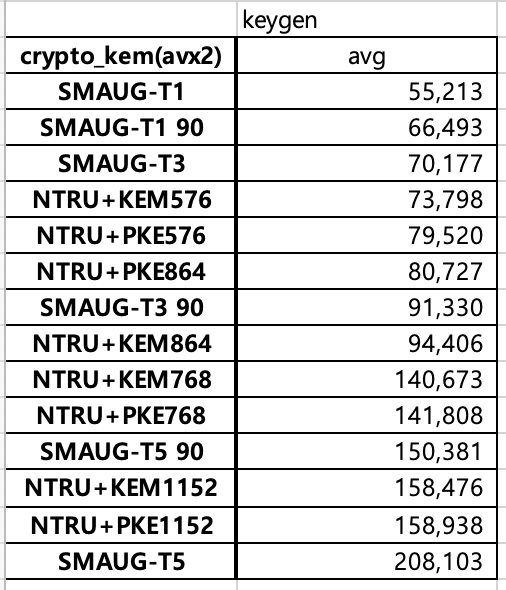 keygen
crypto_kem(avx2) avg
SMAUG-T1 55,213
SMAUG-T1 90 66,493
SMAUG-T3 70,177
NTRU+KEM576 73,798
NTRU+PKE576 79,520
NTRU+PKE864 80,727
SMAUG-T3 90 91,330
NTRU+KEM864 94,406
NTRU+KEM768 140,673
NTRU+PKE768 141,808
SMAUG-T5 90 150,381
NTRU+KEM1152 158,476
NTRU+PKE1152 158,938
SMAUG-T5 208,103